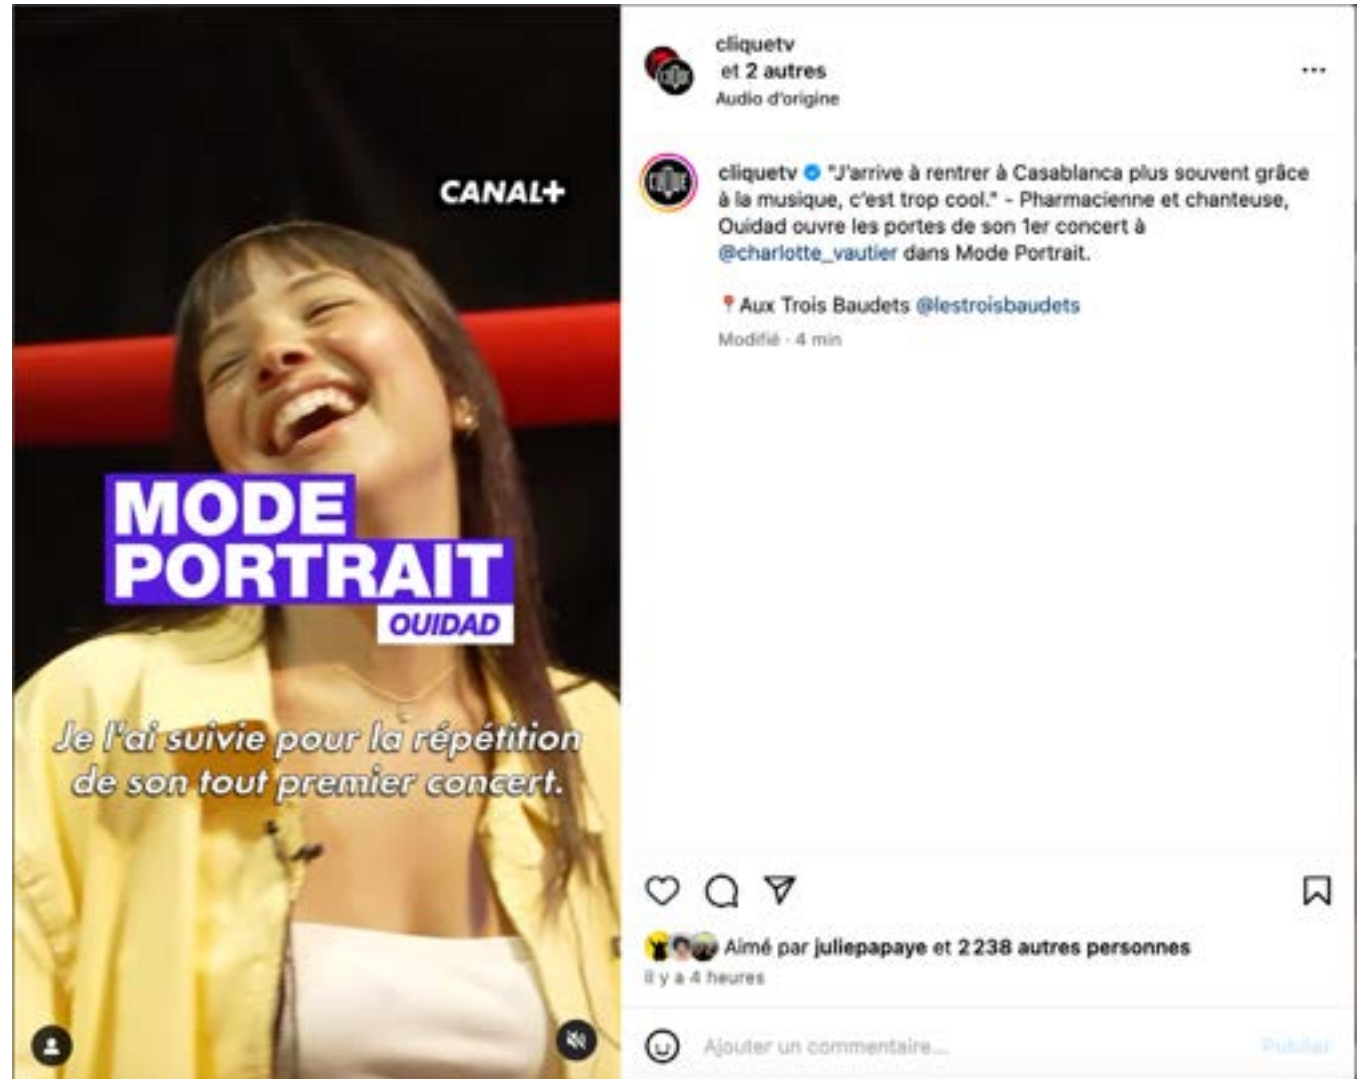 CANAL+
MODE
PORTRAIT
OUIDAD
Je l'ai suivie pour la répétition
de son tout premier concert.
cliquetv
et 2 autres
Audio d'origine
CLIQUE
cliquetv "J'arrive à rentrer à Casablanca plus souvent grâce
à la musique, c'est trop cool." - Pharmacienne et chanteuse,
Ouidad ouvre les portes de son 1er concert à
@charlotte_vautier dans Mode Portrait.
📍Aux Trois Baudets @lestroisbaudets
Modifié · 4 min
Aimé par juliepapaye et 2 238 autres personnes
Il y a 4 heures
Ajouter un commentaire...
Publier